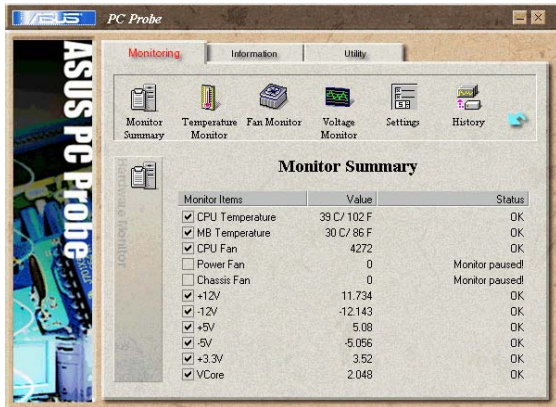 ASUS PC Probe
Monitoring Information Utility
Monitor Summary
Temperature Monitor
Fan Monitor
Voltage Monitor
Settings
History
ASUS PC Probe
Hardware Monitor
Monitor Summary
Monitor Items Value Status
CPU Temperature 39 C/ 102 F OK
MB Temperature 30 C/ 86 F OK
CPU Fan 4272 OK
Power Fan 0 Monitor paused!
Chassis Fan 0 Monitor paused!
+12V 11.734 OK
-12V -12.143 OK
+5V 5.08 OK
-5V -5.056 OK
+3.3V 3.52 OK
VCore 2.048 OK